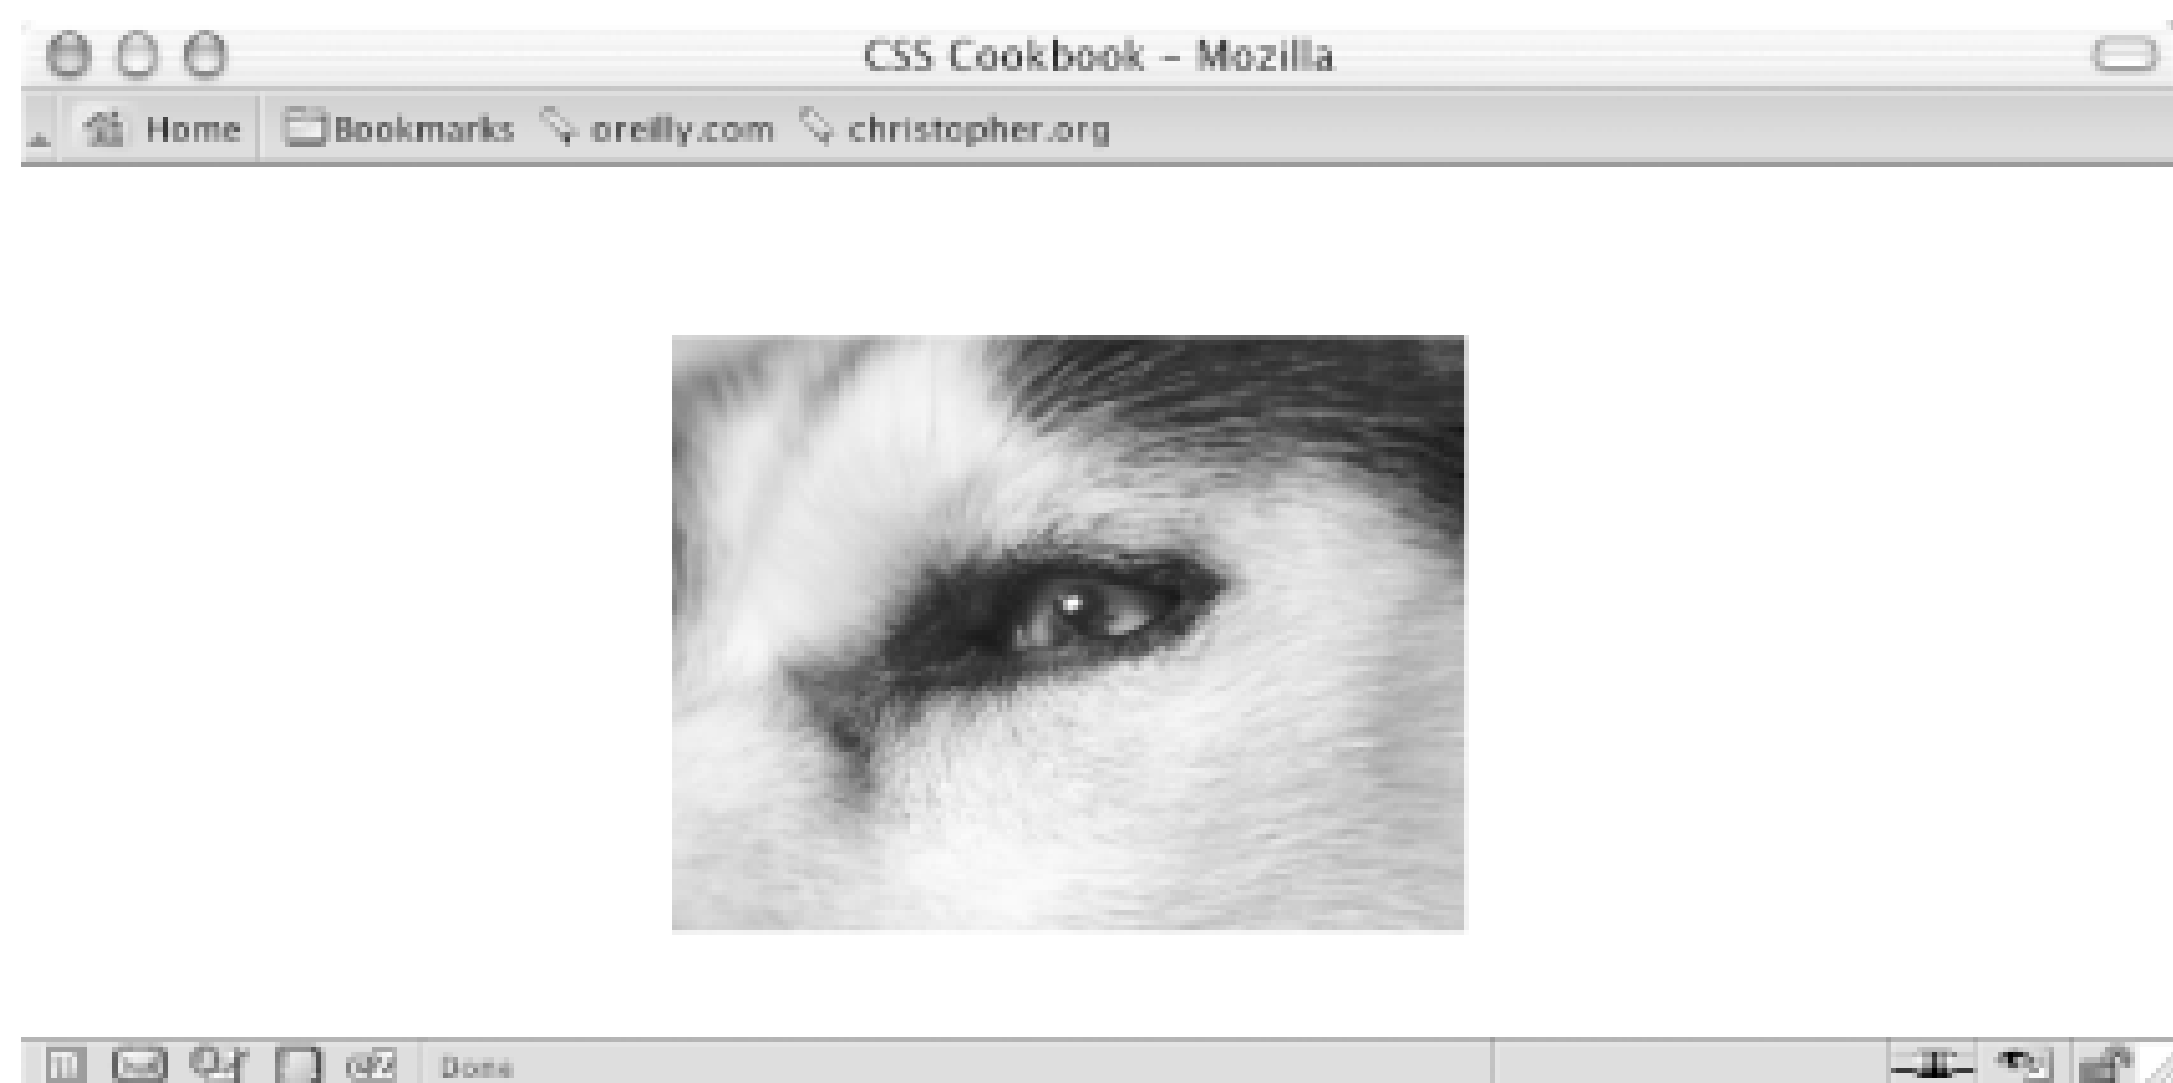 CSS Cookbook – Mozilla
Home Bookmarks oreilly.com christopher.org
Done